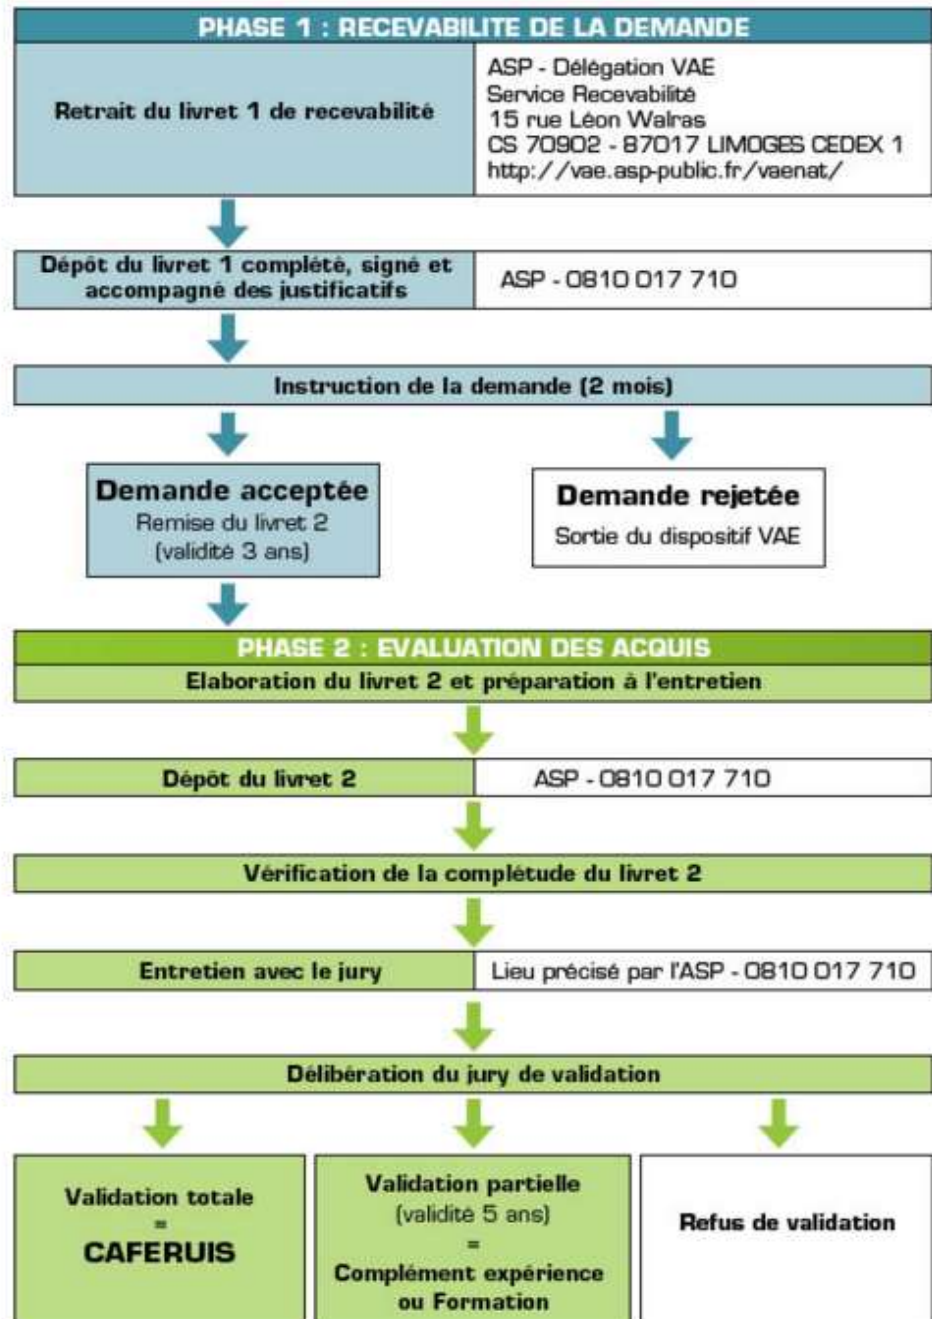 PHASE 1 : RECEVABILITE DE LA DEMANDE
Retrait du livret 1 de recevabilité
ASP - Délégation VAE
Service Recevabilité
15 rue Léon Walras
CS 70902 - 87017 LIMOGES CEDEX 1
http://vae.asp-public.fr/vaenat/
Dépôt du livret 1 complété, signé et
accompagné des justificatifs
ASP - 0810 017 710
Instruction de la demande (2 mois)
Demande acceptée
Remise du livret 2
(validité 3 ans)
Demande rejetée
Sortie du dispositif VAE
PHASE 2 : EVALUATION DES ACQUIS
Elaboration du livret 2 et préparation à l'entretien
Dépôt du livret 2
ASP - 0810 017 710
Vérification de la complétude du livret 2
Entretien avec le jury
Lieu précisé par l'ASP - 0810 017 710
Délibération du jury de validation
Validation totale
=
CAFERUIS
Validation partielle
(validité 5 ans)
=
Complément expérience
ou Formation
Refus de validation